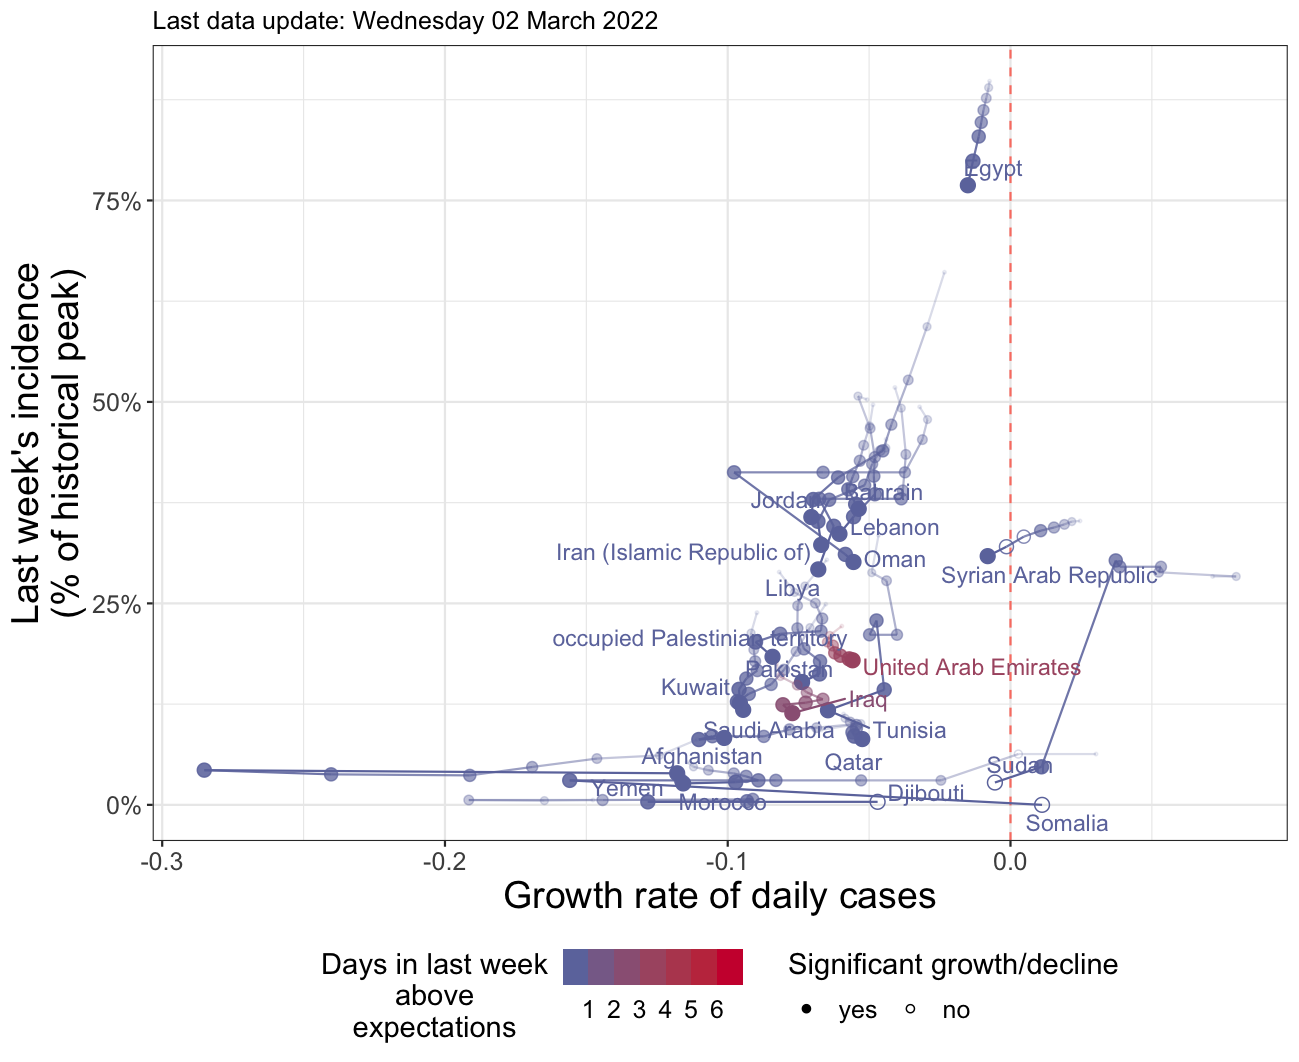 Last data update: Wednesday 02 March 2022
Last week's incidence
(% of historical peak)
75%
50%
25%
0%
Egypt
Jordan
Bahrain
Lebanon
Iran (Islamic Republic of)
Oman
Syrian Arab Republic
Libya
occupied Palestinian territory
Pakistan
United Arab Emirates
Kuwait
Iraq
Saudi Arabia
Tunisia
Afghanistan
Qatar
Sudan
Yemen
Morocco
Djibouti
Somalia
-0.3
-0.2
-0.1
0.0
Growth rate of daily cases
Days in last week
above
expectations
1 2 3 4 5 6
Significant growth/decline
yes
no